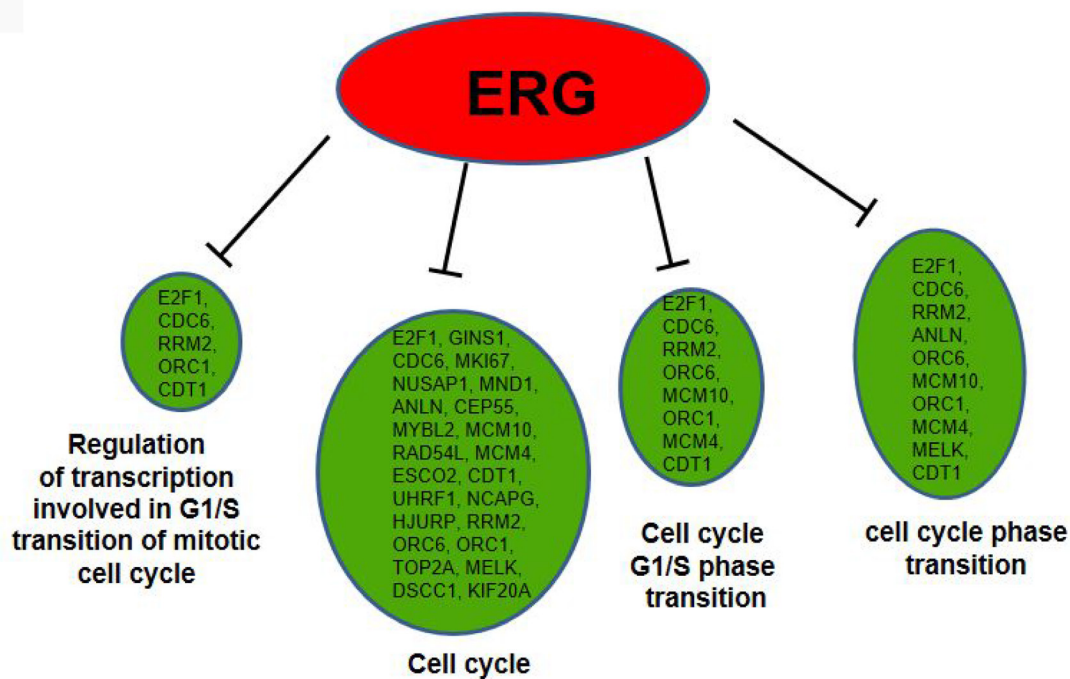 ERG
E2F1,
CDC6,
RRM2,
ORC1,
CDT1
Regulation
of transcription
involved in G1/S
transition of mitotic
cell cycle
E2F1, GINS1,
CDC6, MKI67,
NUSAP1, MND1,
ANLN, CEP55,
MYBL2, MCM10,
RAD54L, MCM4,
ESCO2, CDT1,
UHRF1, NCAPG,
HJURP, RRM2,
ORC6, ORC1,
TOP2A, MELK,
DSCC1, KIF20A
Cell cycle
E2F1,
CDC6,
RRM2,
ORC6,
MCM10,
ORC1,
MCM4,
CDT1
Cell cycle
G1/S phase
transition
E2F1,
CDC6,
RRM2,
ANLN,
ORC6,
MCM10,
ORC1,
MCM4,
MELK,
CDT1
cell cycle phase
transition